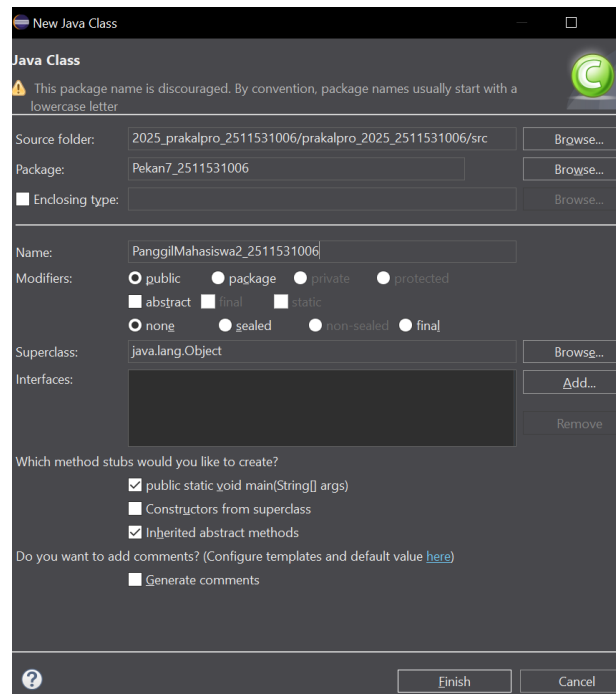 New Java Class
Java Class
This package name is discouraged. By convention, package names usually start with a
lowercase letter
Source folder: 2025_prakalpro_2511531006/prakalpro_2025_2511531006/src Browse...
Package: Pekan7_2511531006 Browse...
Enclosing type: Browse...
Name: PanggilMahasiswa2_2511531006
Modifiers: public package private protected
abstract final static
none sealed non-sealed final
Superclass: java.lang.Object Browse...
Interfaces: Add...
Remove
Which method stubs would you like to create?
public static void main(String[] args)
Constructors from superclass
Inherited abstract methods
Do you want to add comments? (Configure templates and default value here)
Generate comments
? Finish Cancel